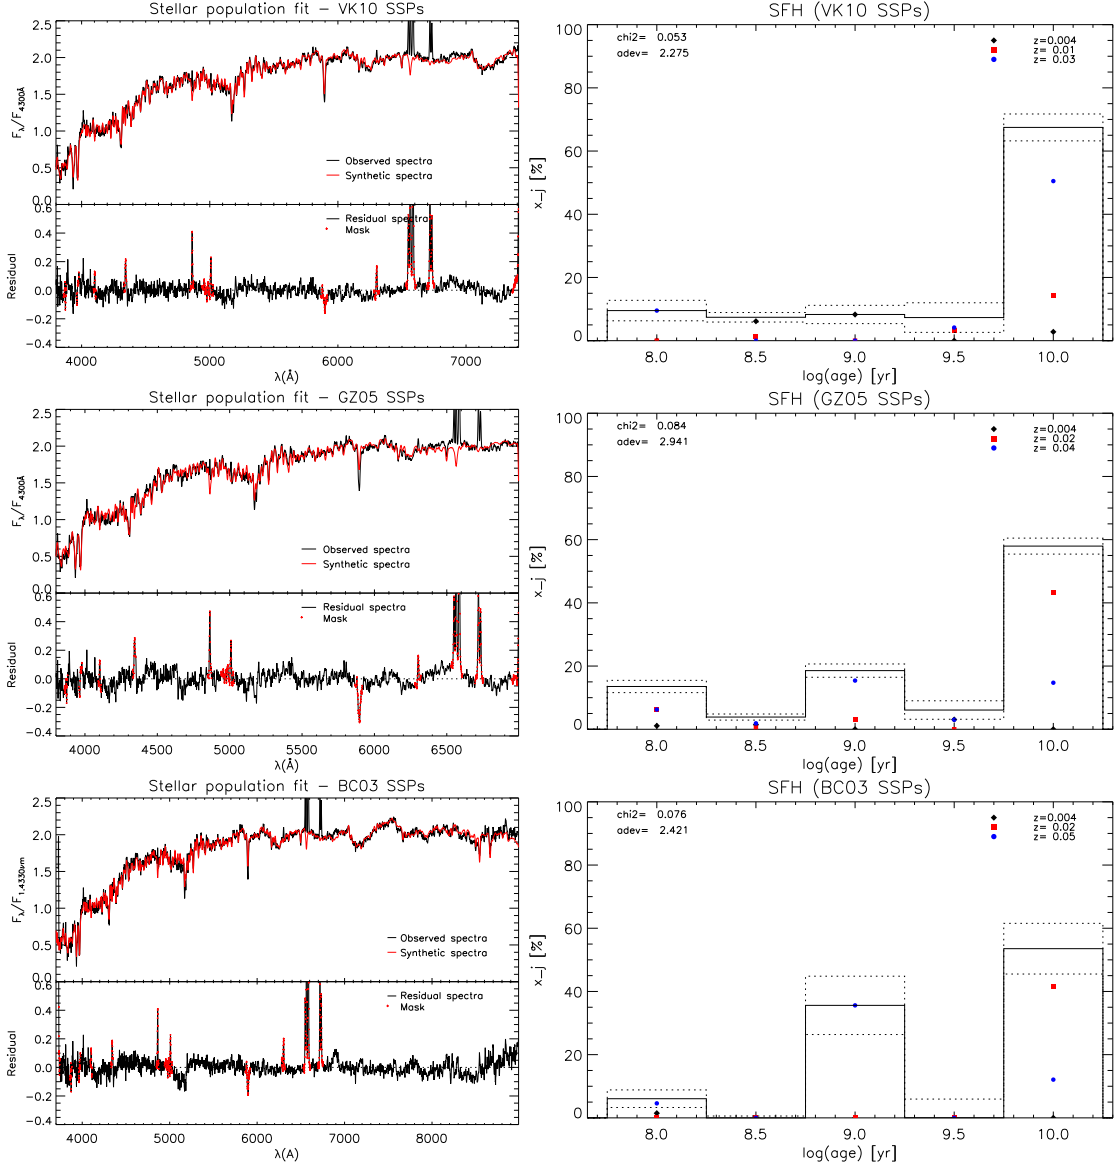 Stellar population fit – VK10 SSPs
2.5
2.0
1.5
1.0
0.5
0.0
Fλ/F4300Å
Observed spectra
Synthetic spectra
0.6
0.4
0.2
0.0
−0.2
−0.4
Residual
Residual spectra
Mask
4000 5000 6000 7000
λ(Å)
SFH (VK10 SSPs)
100
80
60
40
20
0
x_j [%]
chi2= 0.053
adev= 2.275
z=0.004
z= 0.01
z= 0.03
8.0 8.5 9.0 9.5 10.0
log(age) [yr]
Stellar population fit – GZ05 SSPs
2.5
2.0
1.5
1.0
0.5
0.0
Fλ/F4300Å
Observed spectra
Synthetic spectra
0.6
0.4
0.2
0.0
−0.2
−0.4
Residual
Residual spectra
Mask
4000 4500 5000 5500 6000 6500
λ(Å)
SFH (GZ05 SSPs)
100
80
60
40
20
0
x_j [%]
chi2= 0.084
adev= 2.941
z=0.004
z= 0.02
z= 0.04
8.0 8.5 9.0 9.5 10.0
log(age) [yr]
Stellar population fit – BC03 SSPs
2.5
2.0
1.5
1.0
0.5
0.0
Fλ/F1.4330μm
Observed spectra
Synthetic spectra
0.6
0.4
0.2
0.0
−0.2
−0.4
Residual
Residual spectra
Mask
4000 5000 6000 7000 8000
λ(A)
SFH (BC03 SSPs)
100
80
60
40
20
0
x_j [%]
chi2= 0.076
adev= 2.421
z=0.004
z= 0.02
z= 0.05
8.0 8.5 9.0 9.5 10.0
log(age) [yr]